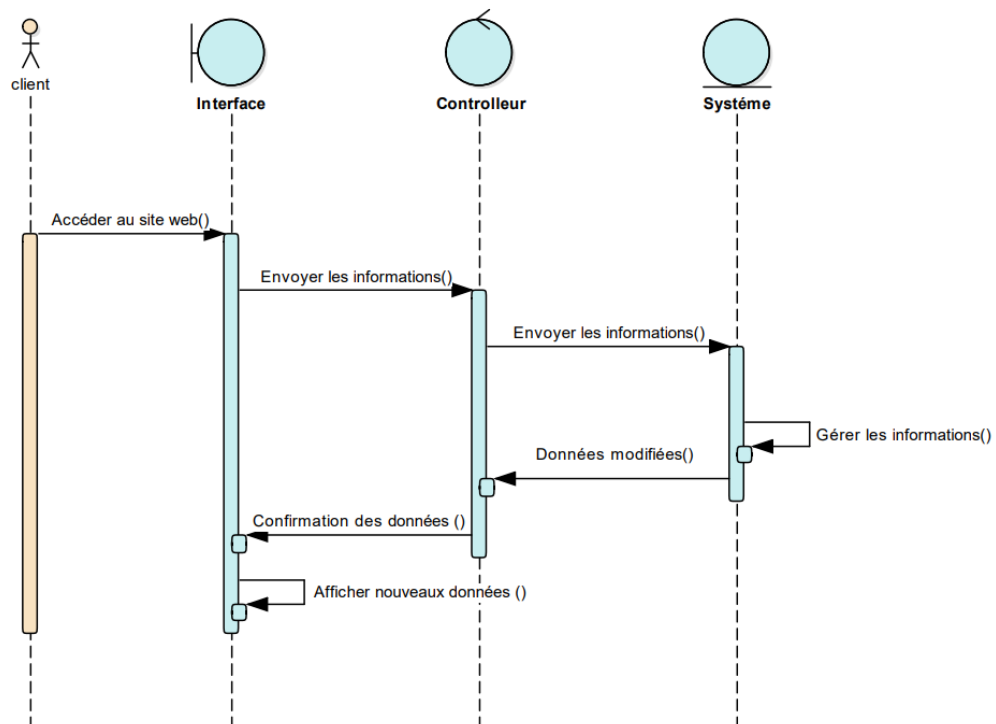 client
Interface
Controlleur
Systéme
Accéder au site web()
Envoyer les informations()
Envoyer les informations()
Gérer les informations()
Données modifiées()
Confirmation des données ()
Afficher nouveaux données ()